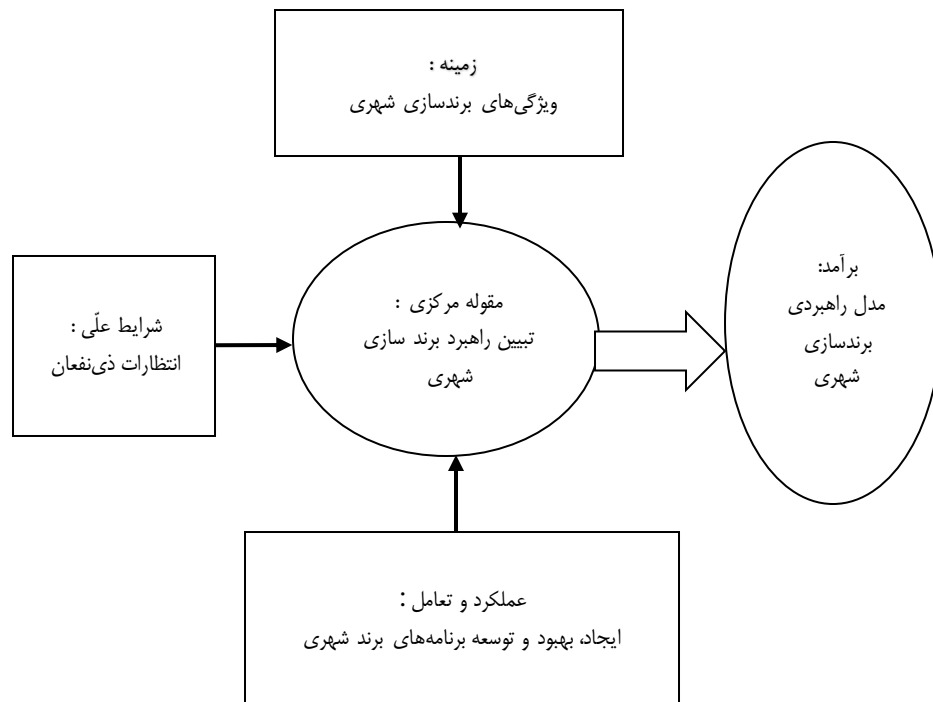 زمینه :
ویژگی‌های برندسازی شهری
برآمد:
مدل راهبردی
برندسازی
شهری
مقوله مرکزی :
تبیین راهبرد برند سازی
شهری
شرایط علّی :
انتظارات ذی‌نفعان
عملکرد و تعامل :
ایجاد، بهبود و توسعه برنامه‌های برند شهری